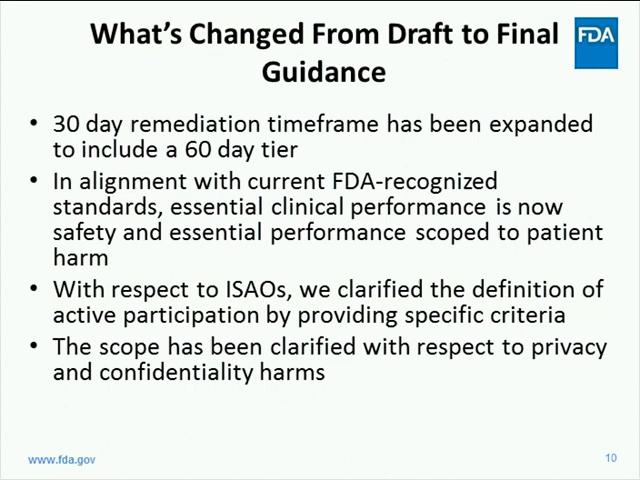 What's Changed From Draft to Final
Guidance
FDA
• 30 day remediation timeframe has been expanded
to include a 60 day tier
• In alignment with current FDA-recognized
standards, essential clinical performance is now
safety and essential performance scoped to patient
harm
• With respect to ISAOs, we clarified the definition of
active participation by providing specific criteria
• The scope has been clarified with respect to privacy
and confidentiality harms
www.fda.gov
10